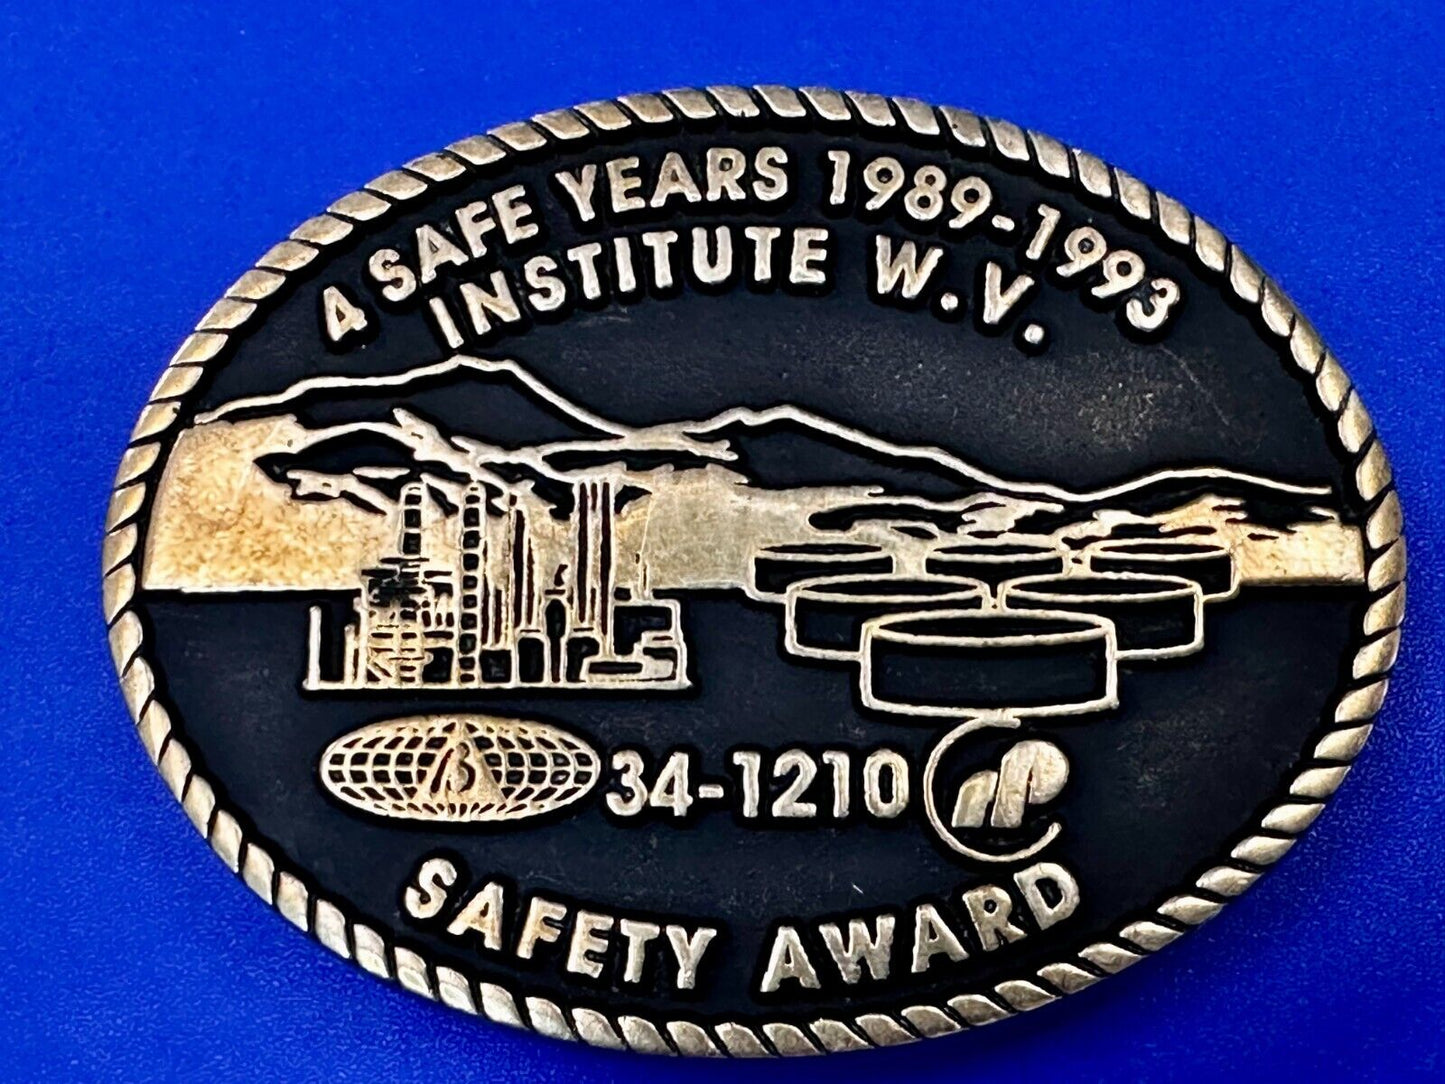 4 SAFE YEARS 1989-1993
INSTITUTE W.V.
34-1210
SAFETY AWARD